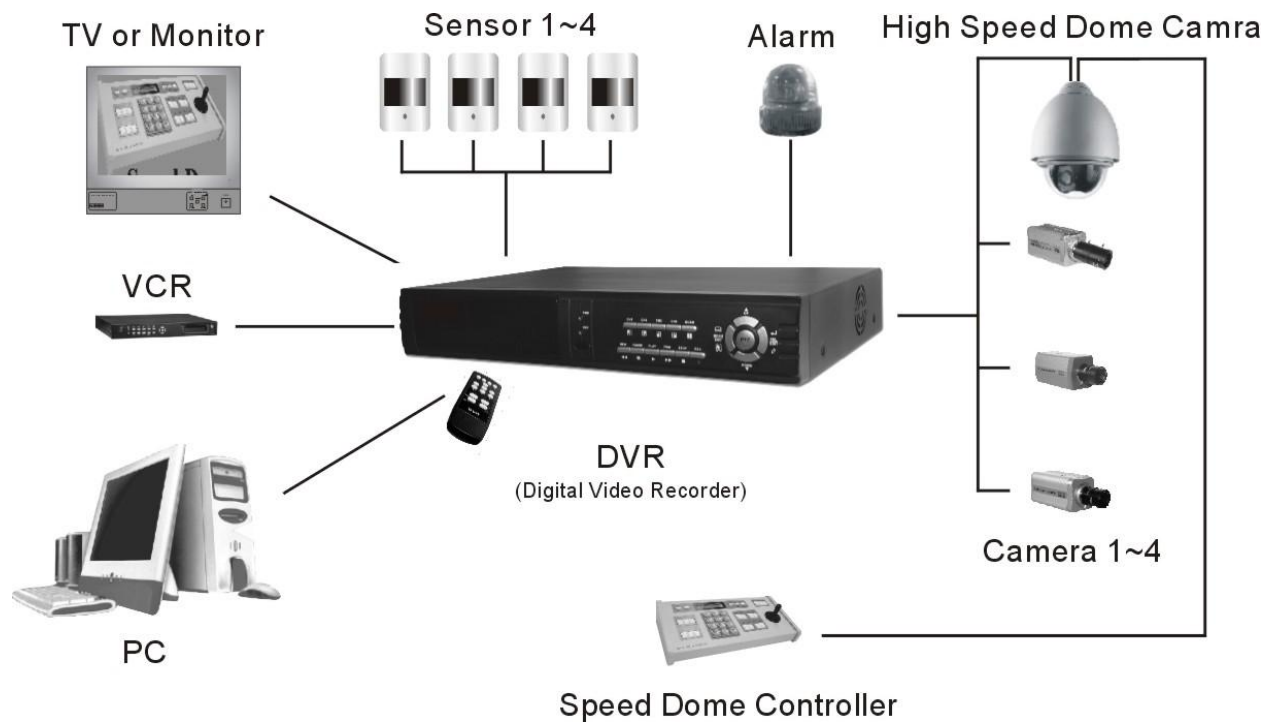 TV or Monitor
Sensor 1~4
Alarm
High Speed Dome Camra
VCR
DVR
(Digital Video Recorder)
Camera 1~4
PC
Speed Dome Controller